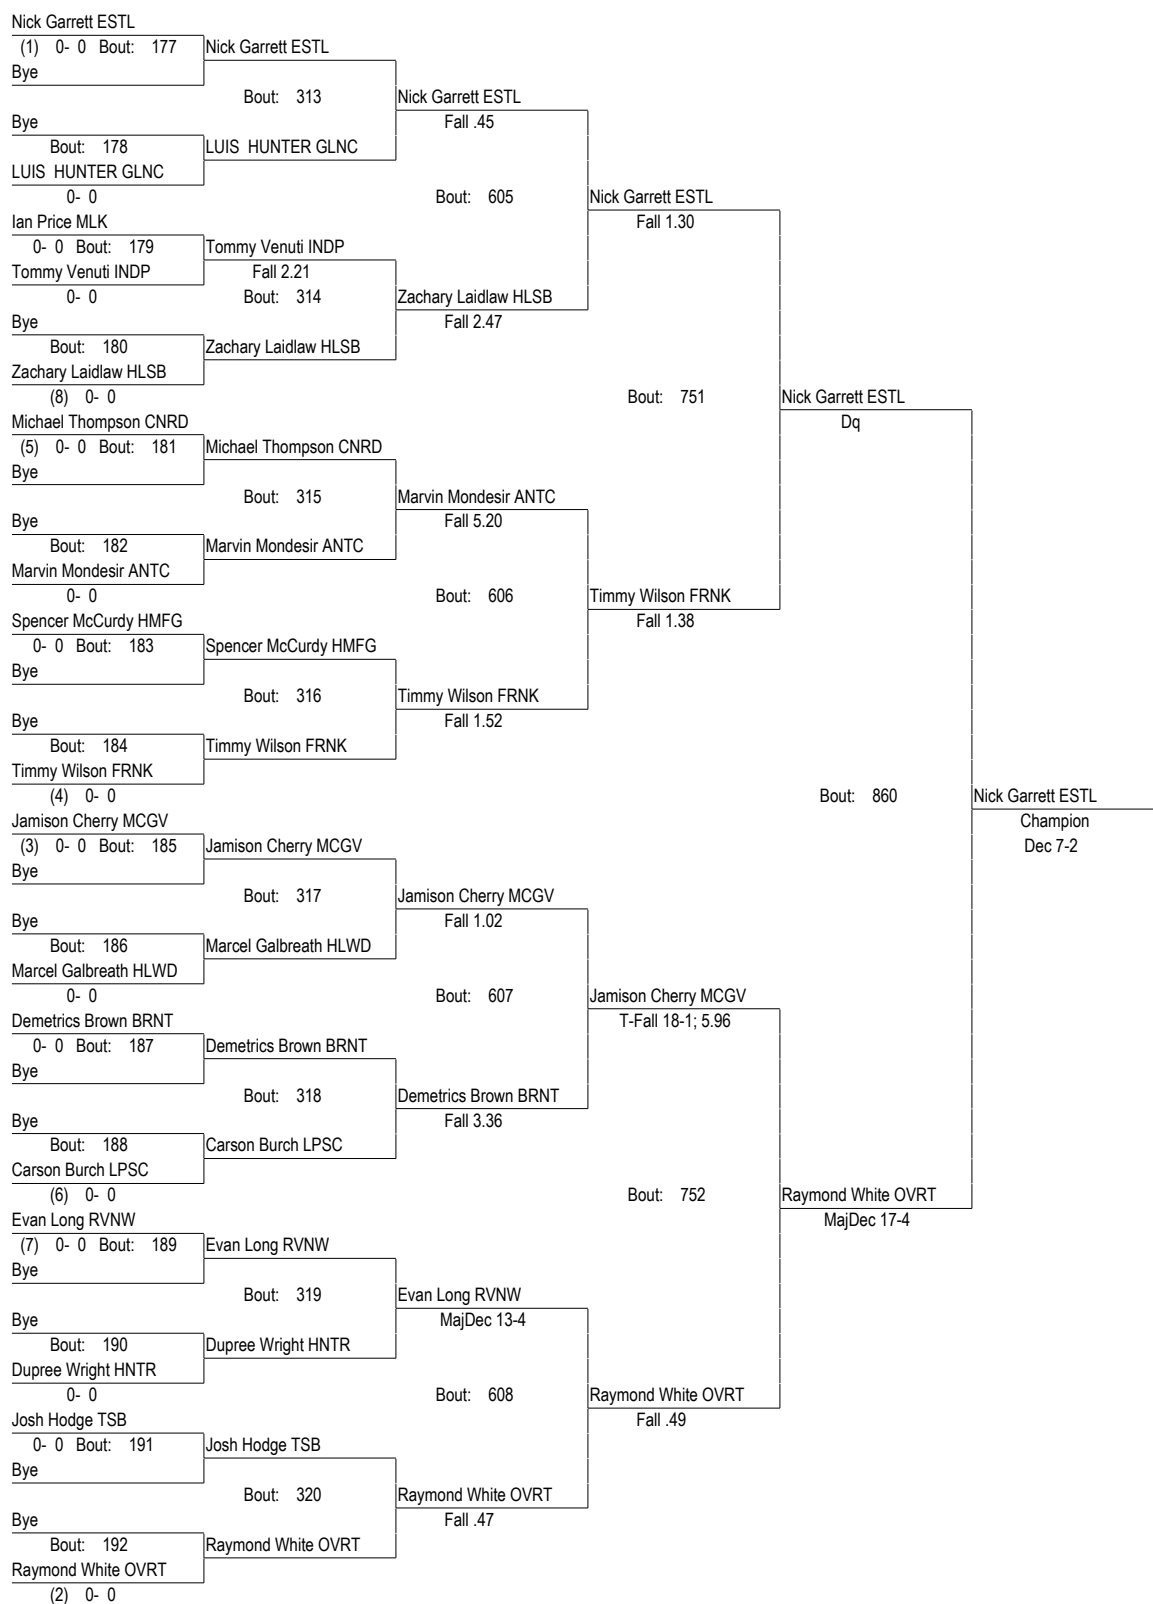 Nick Garrett ESTL
(1) 0- 0 Bout: 177 Nick Garrett ESTL
Bye
Bout: 313 Nick Garrett ESTL
Bye Fall .45
Bout: 178 LUIS HUNTER GLNC
LUIS HUNTER GLNC
0- 0 Bout: 605 Nick Garrett ESTL
Ian Price MLK Fall 1.30
0- 0 Bout: 179 Tommy Venuti INDP
Tommy Venuti INDP Fall 2.21
0- 0 Bout: 314 Zachary Laidlaw HLSB
Bye Fall 2.47
Bout: 180 Zachary Laidlaw HLSB
Zachary Laidlaw HLSB
(8) 0- 0 Bout: 751 Nick Garrett ESTL
Michael Thompson CNRD Dq
(5) 0- 0 Bout: 181 Michael Thompson CNRD
Bye
Bout: 315 Marvin Mondesir ANTC
Bye Fall 5.20
Bout: 182 Marvin Mondesir ANTC
Marvin Mondesir ANTC
0- 0 Bout: 606 Timmy Wilson FRNK
Spencer McCurdy HMFG Fall 1.38
0- 0 Bout: 183 Spencer McCurdy HMFG
Bye
Bout: 316 Timmy Wilson FRNK
Bye Fall 1.52
Bout: 184 Timmy Wilson FRNK
Timmy Wilson FRNK
(4) 0- 0 Bout: 860 Nick Garrett ESTL
Jamison Cherry MCGV Champion
(3) 0- 0 Bout: 185 Jamison Cherry MCGV Dec 7-2
Bye
Bout: 317 Jamison Cherry MCGV
Bye Fall 1.02
Bout: 186 Marcel Galbreath HLWD
Marcel Galbreath HLWD
0- 0 Bout: 607 Jamison Cherry MCGV
Demetrics Brown BRNT T-Fall 18-1; 5.96
0- 0 Bout: 187 Demetrics Brown BRNT
Bye
Bout: 318 Demetrics Brown BRNT
Bye Fall 3.36
Bout: 188 Carson Burch LPSC
Carson Burch LPSC
(6) 0- 0 Bout: 752 Raymond White OVRT
Evan Long RVNW MajDec 17-4
(7) 0- 0 Bout: 189 Evan Long RVNW
Bye
Bout: 319 Evan Long RVNW
Bye MajDec 13-4
Bout: 190 Dupree Wright HNTR
Dupree Wright HNTR
0- 0 Bout: 608 Raymond White OVRT
Josh Hodge TSB Fall .49
0- 0 Bout: 191 Josh Hodge TSB
Bye
Bout: 320 Raymond White OVRT
Bye Fall .47
Bout: 192 Raymond White OVRT
Raymond White OVRT
(2) 0- 0